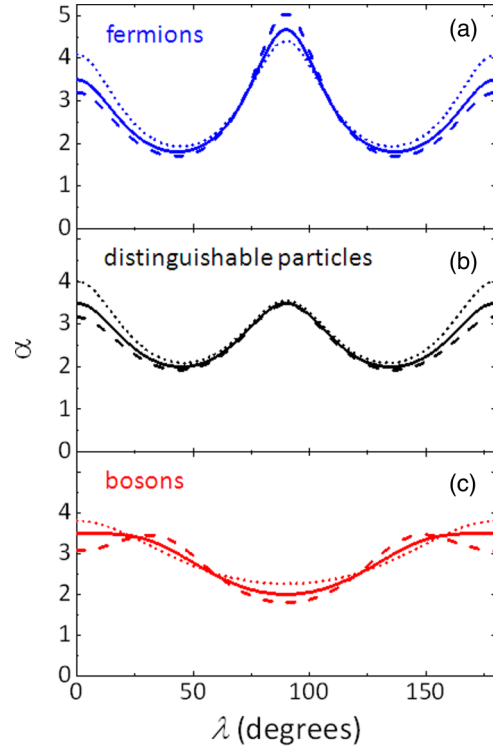 5
fermions
(a)
4
3
2
1
0
distinguishable particles
(b)
4
3
2
1
0
α
bosons
(c)
4
3
2
1
0
0 50 100 150
λ (degrees)